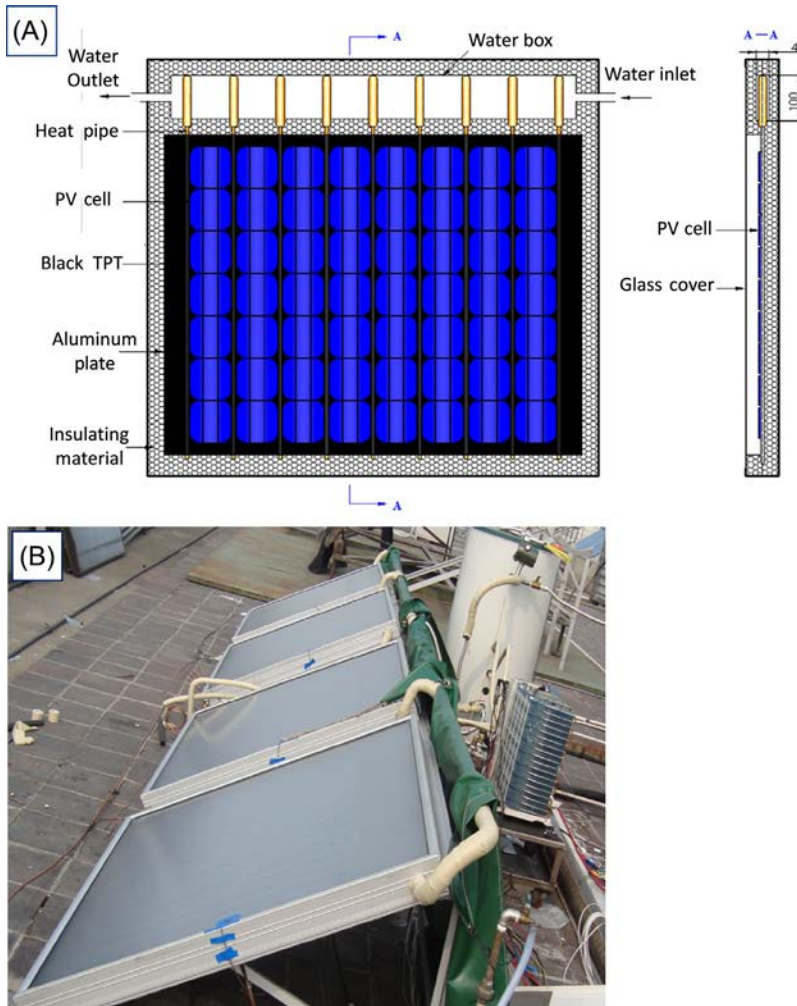 (A)
A
A — A
4
Water
Outlet
Water box
Water inlet
100
Heat pipe
PV cell
PV cell
Black TPT
Glass cover
Aluminum
plate
Insulating
material
A
(B)